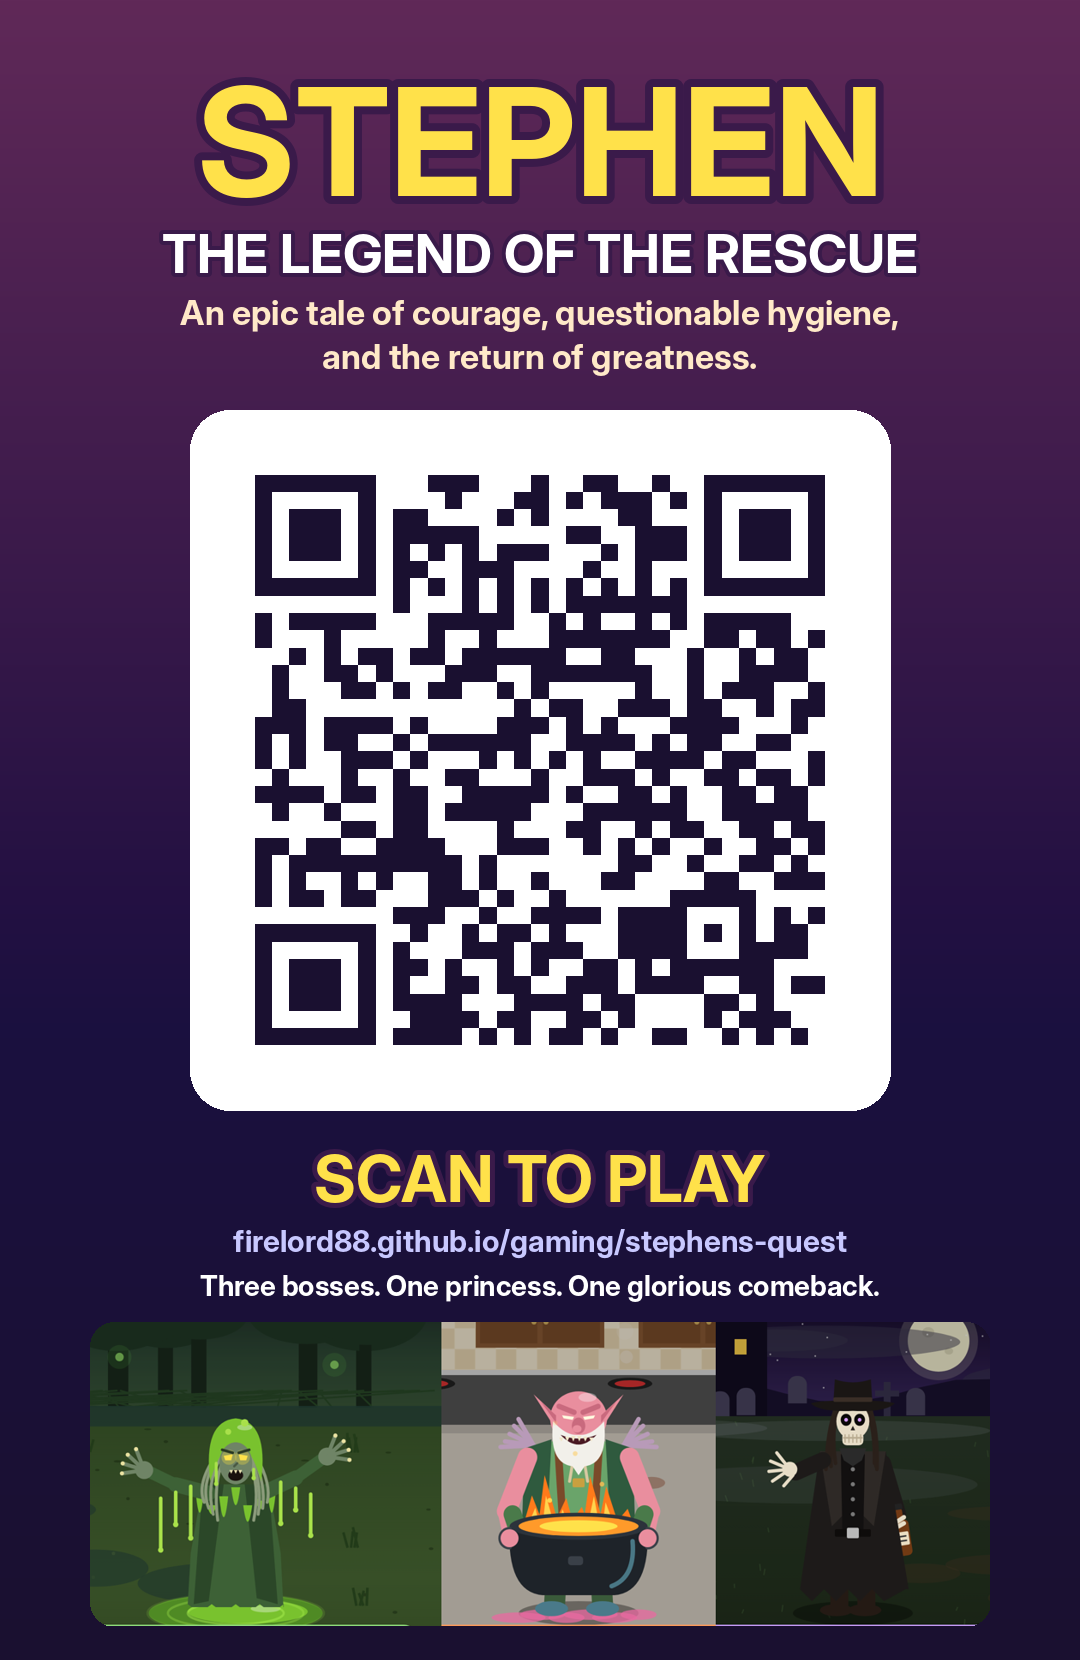 STEPHEN
THE LEGEND OF THE RESCUE
An epic tale of courage, questionable hygiene,
and the return of greatness.
SCAN TO PLAY
firelord88.github.io/gaming/stephens-quest
Three bosses. One princess. One glorious comeback.